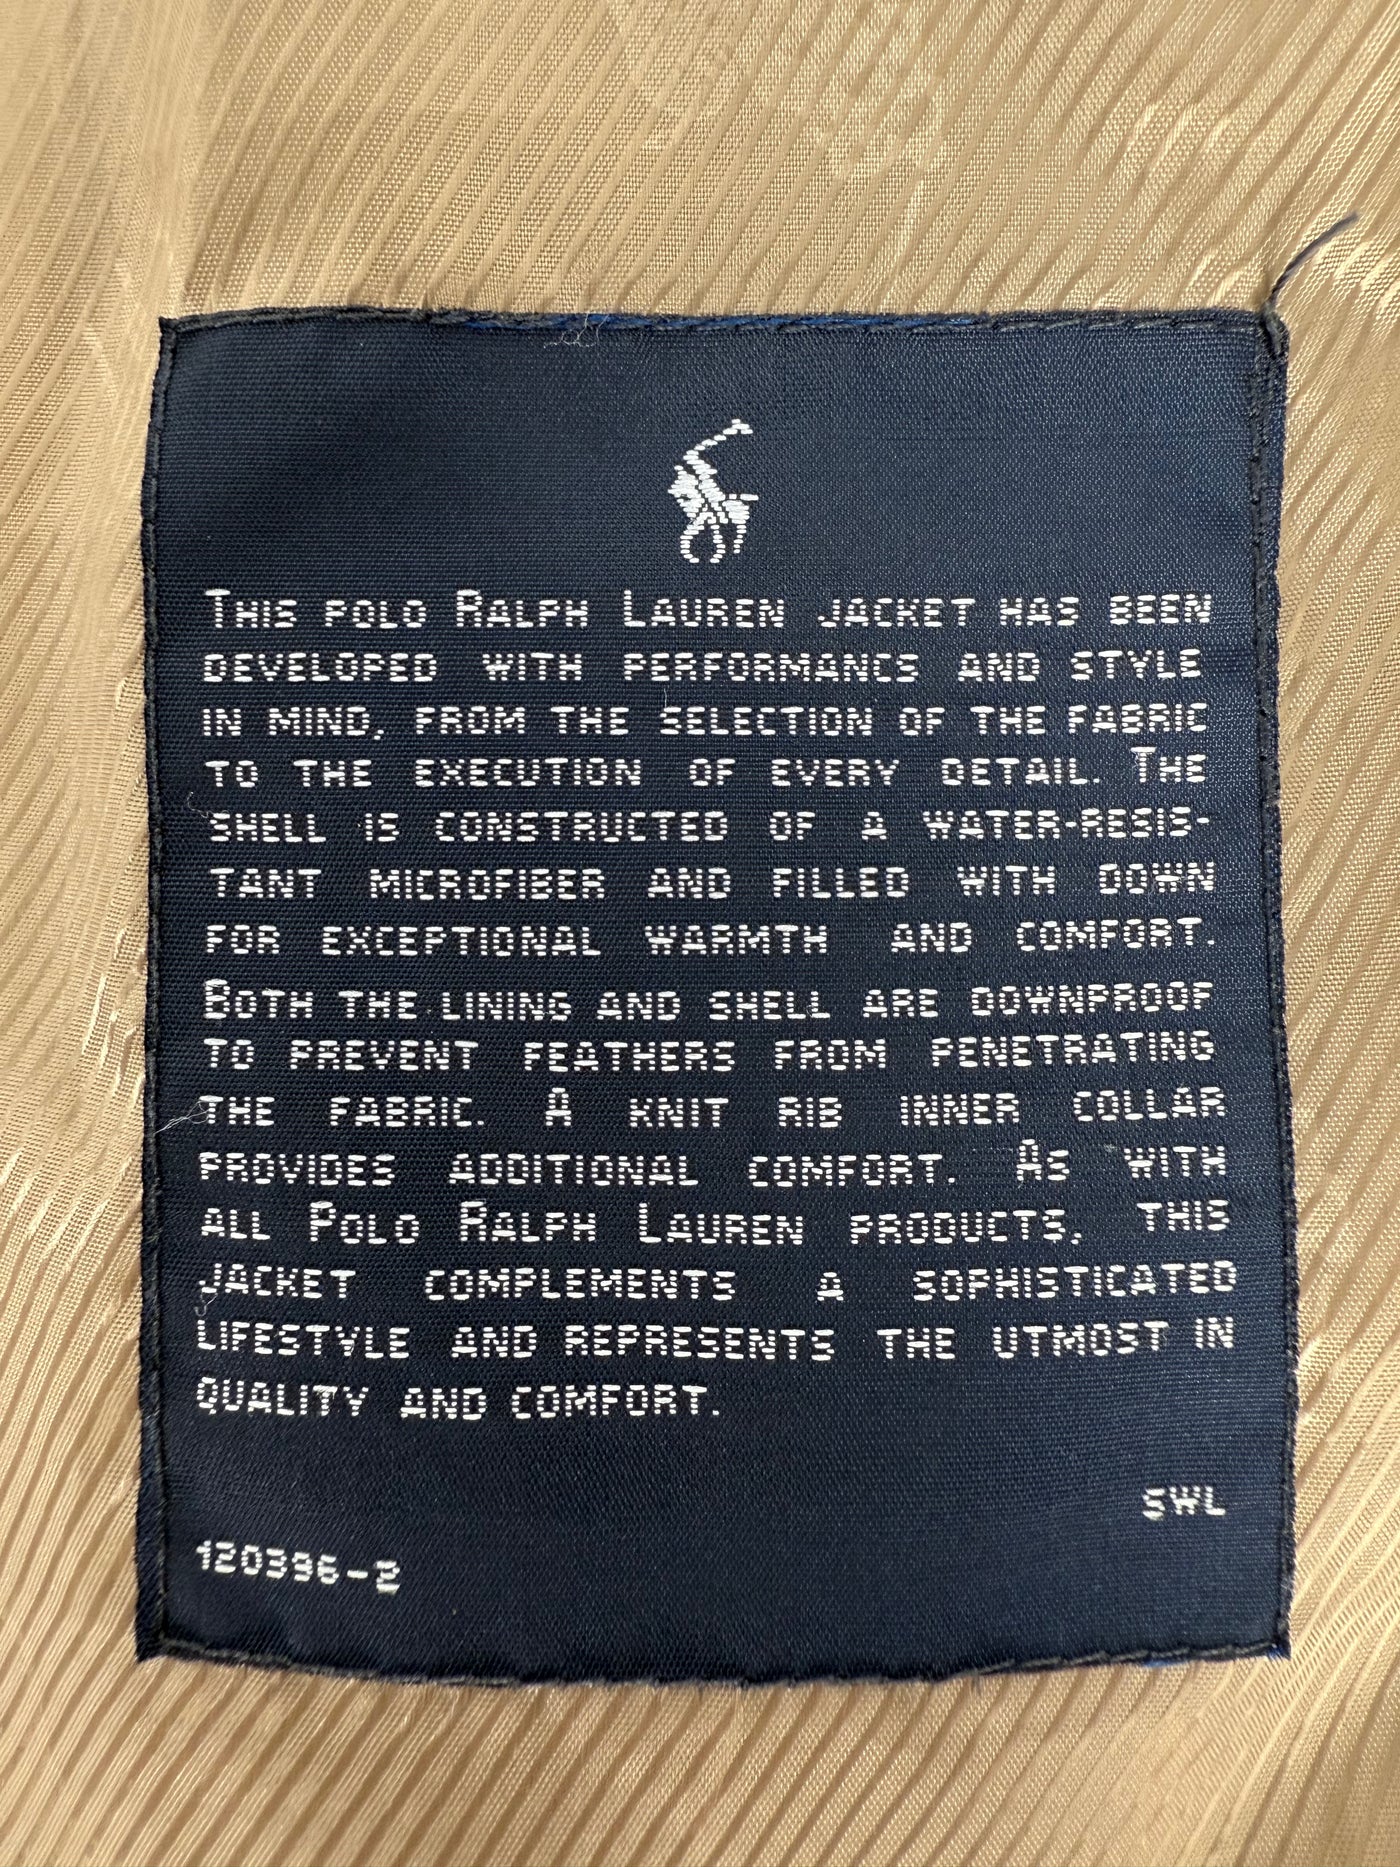 This polo Ralph Lauren jacket has been
developed with performancs and style
in mind, from the selection of the fabric
to the execution of every detail. The
shell is constructed of a water-resis-
tant microfiber and filled with down
for exceptional warmth and comfort.
Both the lining and shell are downproof
to prevent feathers from penetrating
the fabric. A knit rib inner collar
provides additional comfort. As with
all Polo Ralph Lauren products, this
jacket complements a sophisticated
lifestyle and represents the utmost in
quality and comfort.
SWL
120396-2